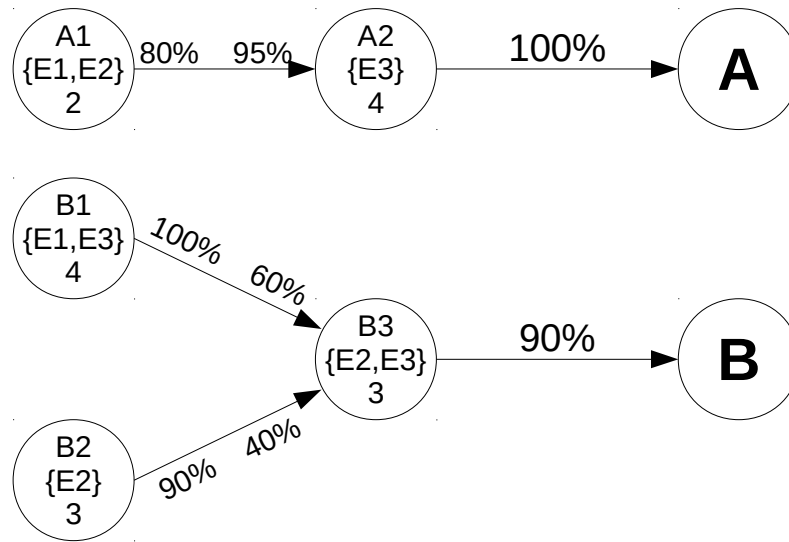 A1
{E1,E2}
2
80%
95%
A2
{E3}
4
100%
A
B1
{E1,E3}
4
100%
60%
B3
{E2,E3}
3
90%
B
B2
{E2}
3
90%
40%